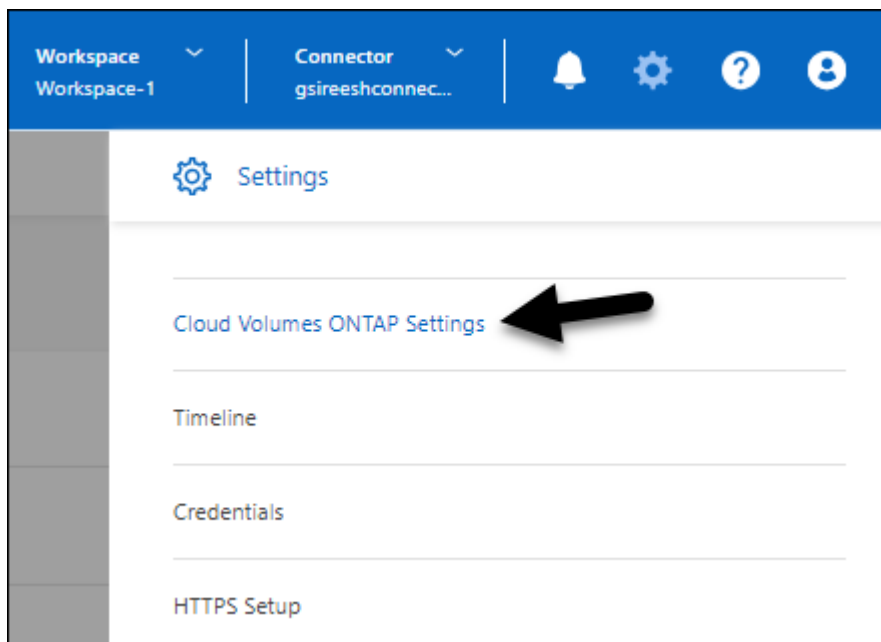 Workspace
Workspace-1
Connector
gsireeshconnec...
Settings
Cloud Volumes ONTAP Settings
Timeline
Credentials
HTTPS Setup